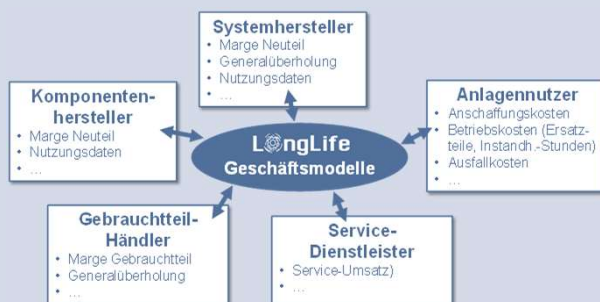 Systemhersteller
• Marge Neuteil
• Generalüberholung
• Nutzungsdaten
• ...
Komponenten-
hersteller
• Marge Neuteil
• Nutzungsdaten
• ...
Anlagennutzer
• Anschaffungskosten
• Betriebskosten (Ersatz-
teile, Instandh.-Stunden)
• Ausfallkosten
• ...
LongLife
Geschäftsmodelle
Gebrauchtteil-
Händler
• Marge Gebrauchtteil
• Generalüberholung
• ...
Service-
Dienstleister
• Service-Umsatz)
• ...